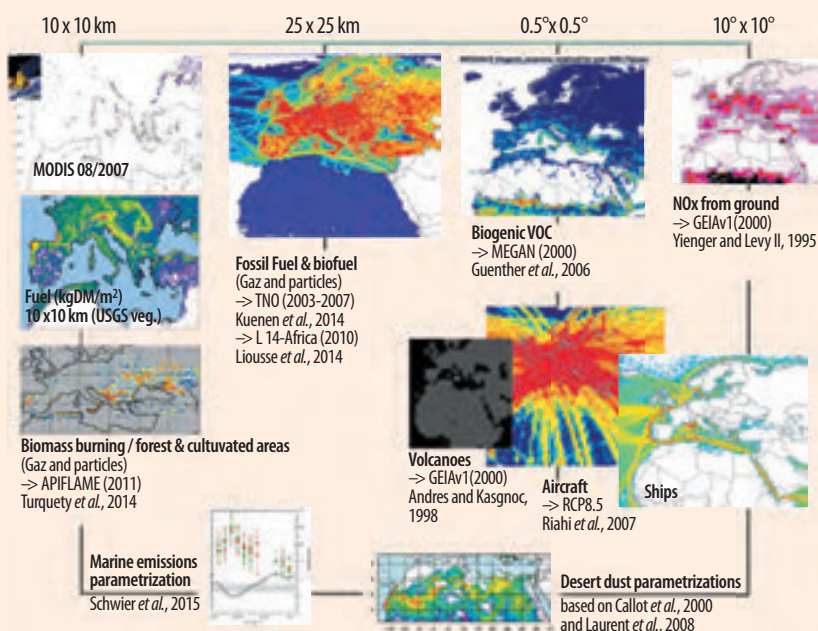 10 x 10 km
25 x 25 km
0.5°x 0.5°
10° x 10°
MODIS 08/2007
Fuel (kgDM/m²)
10 x10 km (USGS veg.)
Biomass burning / forest & cultuvated areas
(Gaz and particles)
–> APIFLAME (2011)
Turquety et al., 2014
Fossil Fuel & biofuel
(Gaz and particles)
–> TNO (2003-2007)
Kuenen et al., 2014
–> L 14-Africa (2010)
Liousse et al., 2014
Biogenic VOC
–> MEGAN (2000)
Guenther et al., 2006
NOx from ground
–> GEIAv1(2000)
Yienger and Levy II, 1995
Volcanoes
–> GEIAv1(2000)
Andres and Kasgnoc,
1998
Aircraft
–> RCP8.5
Riahi et al., 2007
Ships
Marine emissions
parametrization
Schwier et al., 2015
Desert dust parametrizations
based on Callot et al., 2000
and Laurent et al., 2008